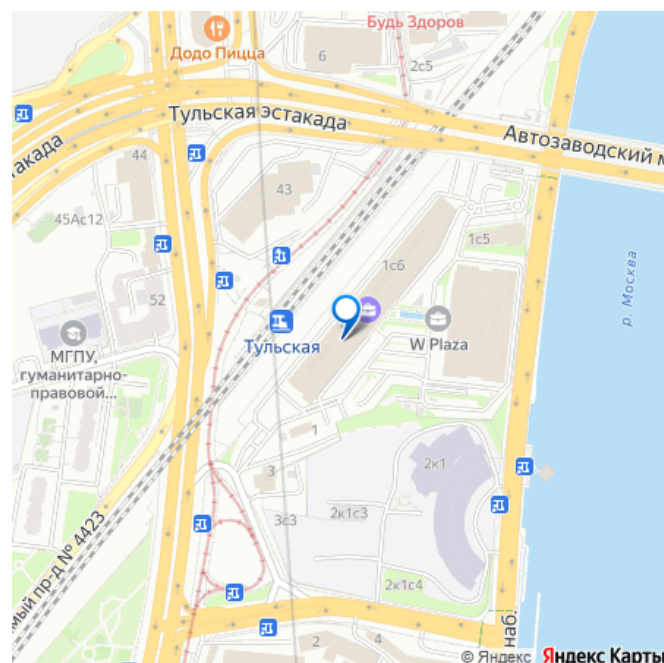 Будь Здоров
Додо Пицца
6
2с5
Тульская эстакада
Автозаводский м
такада
44
43
45Ас12
1с5
1с6
р. Москва
52
Тульская
W Plaza
МГПУ,
гуманитарно-
правовой...
1
3
2к1
2к1с3
3с3
мый пр-д № 4423
2к1с4
2
4
наб.
© Яндекс Яндекс Карты